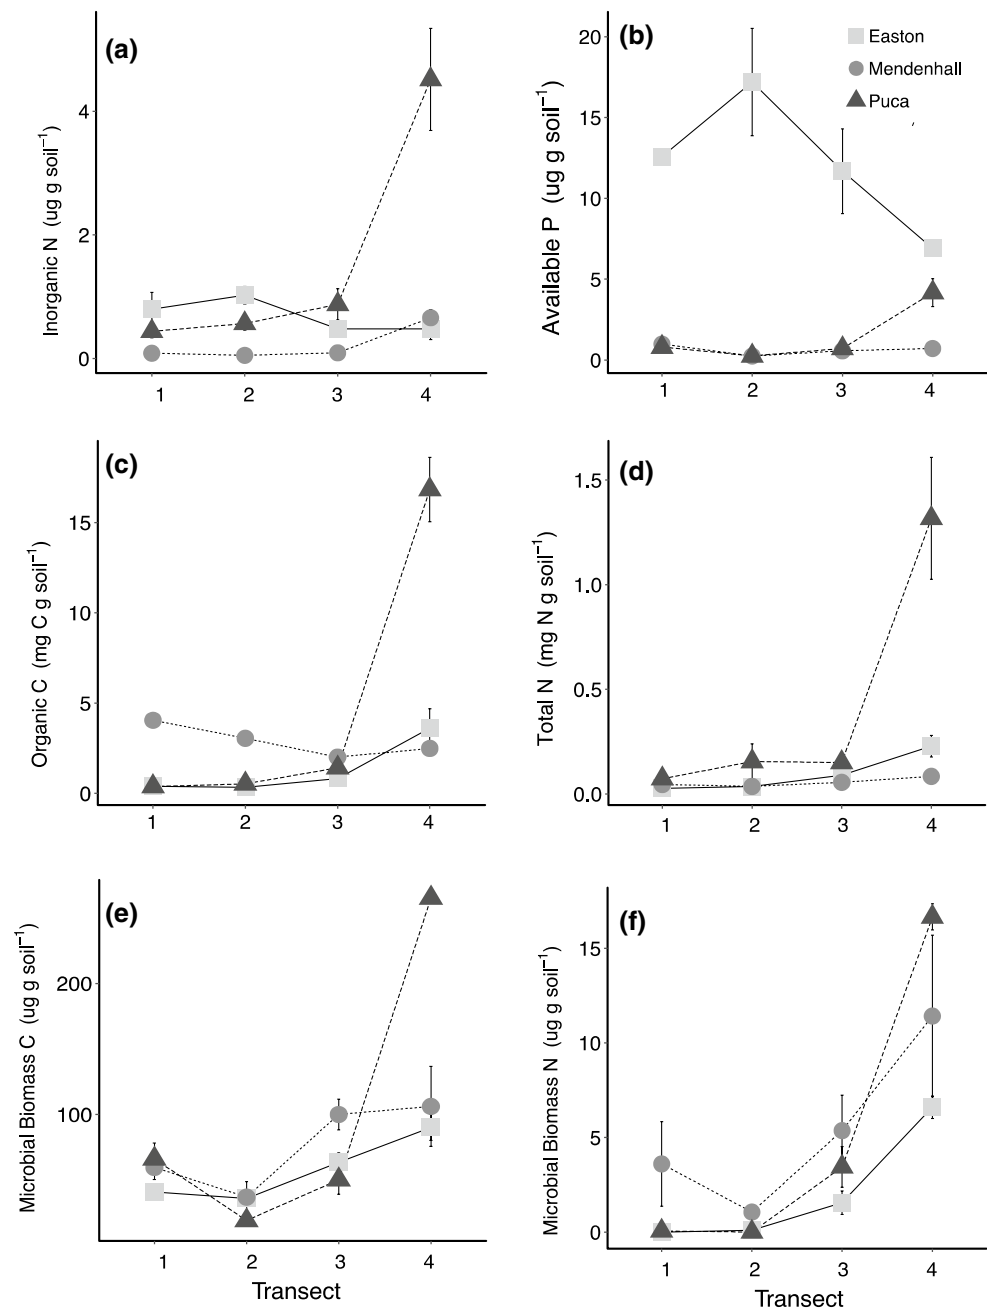 (a)
Inorganic N (ug g soil⁻¹)
4
2
0
1 2 3 4
(b)
Available P (ug g soil⁻¹)
20
15
10
5
0
1 2 3 4
Easton
Mendenhall
Puca
(c)
Organic C (mg C g soil⁻¹)
15
10
5
0
1 2 3 4
(d)
Total N (mg N g soil⁻¹)
1.5
1.0
0.5
0.0
1 2 3 4
(e)
Microbial Biomass C (ug g soil⁻¹)
200
100
1 2 3 4
Transect
(f)
Microbial Biomass N (ug g soil⁻¹)
15
10
5
0
1 2 3 4
Transect